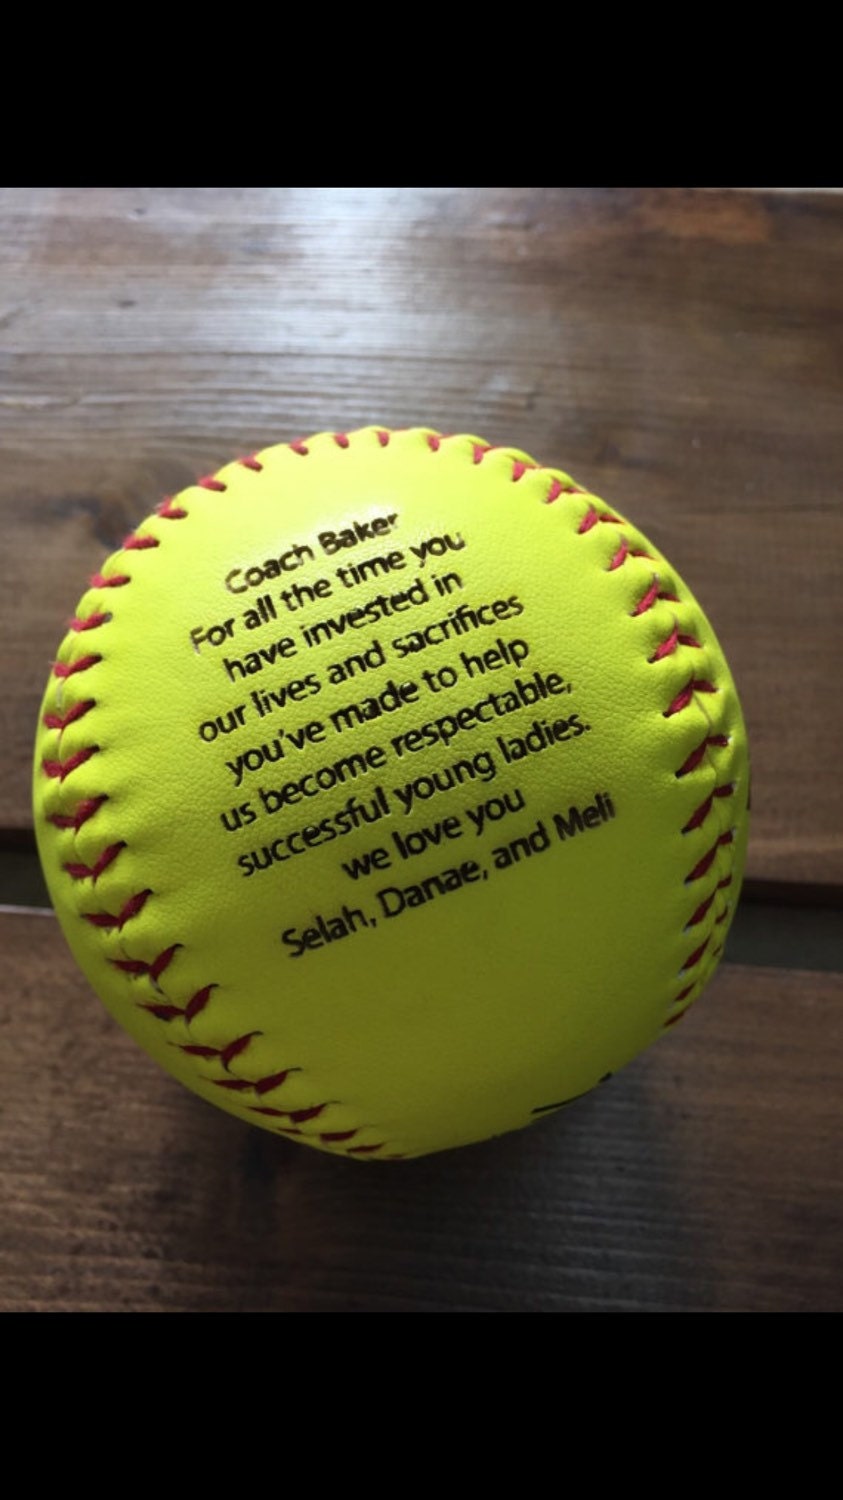 Coach Baker
For all the time you
have invested in
our lives and sacrifices
you've made to help
us become respectable,
successful young ladies.
we love you
Selah, Danae, and Meli